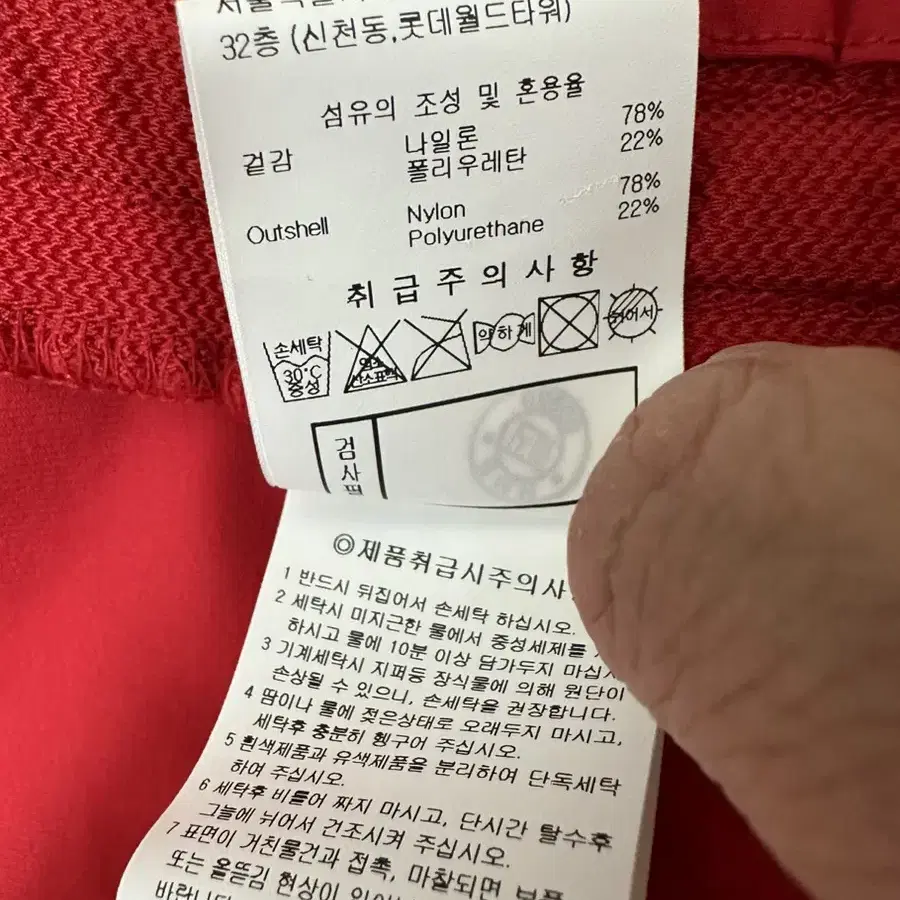 32층 (신천동,롯데월드타워)
섬유의 조성 및 혼용율
겉감 나일론 78%
폴리우레탄 22%
Outshell Nylon 78%
Polyurethane 22%
취급주의사항
손세탁 30°C 중성
염소 산소표백
약하게
뉘어서
검사필
◎제품취급시주의사
1 반드시 뒤집어서 손세탁 하십시오.
2 세탁시 미지근한 물에서 중성세제를
하시고 물에 10분 이상 담가두지 마십
3 기계세탁시 지퍼등 장식물에 의해 원단이
손상될 수 있으니, 손세탁을 권장합니다.
4 땀이나 물에 젖은상태로 오래두지 마시고,
세탁후 충분히 헹구어 주십시오.
5 흰색제품과 유색제품을 분리하여 단독세탁
하여 주십시오.
6 세탁후 비틀어 짜지 마시고, 단시간 탈수후
그늘에 뉘어서 건조시켜 주십시오.
7 표면이 거친물건과 접촉, 마찰되면 보풀
또는 올뜯김 현상이
바랍니다